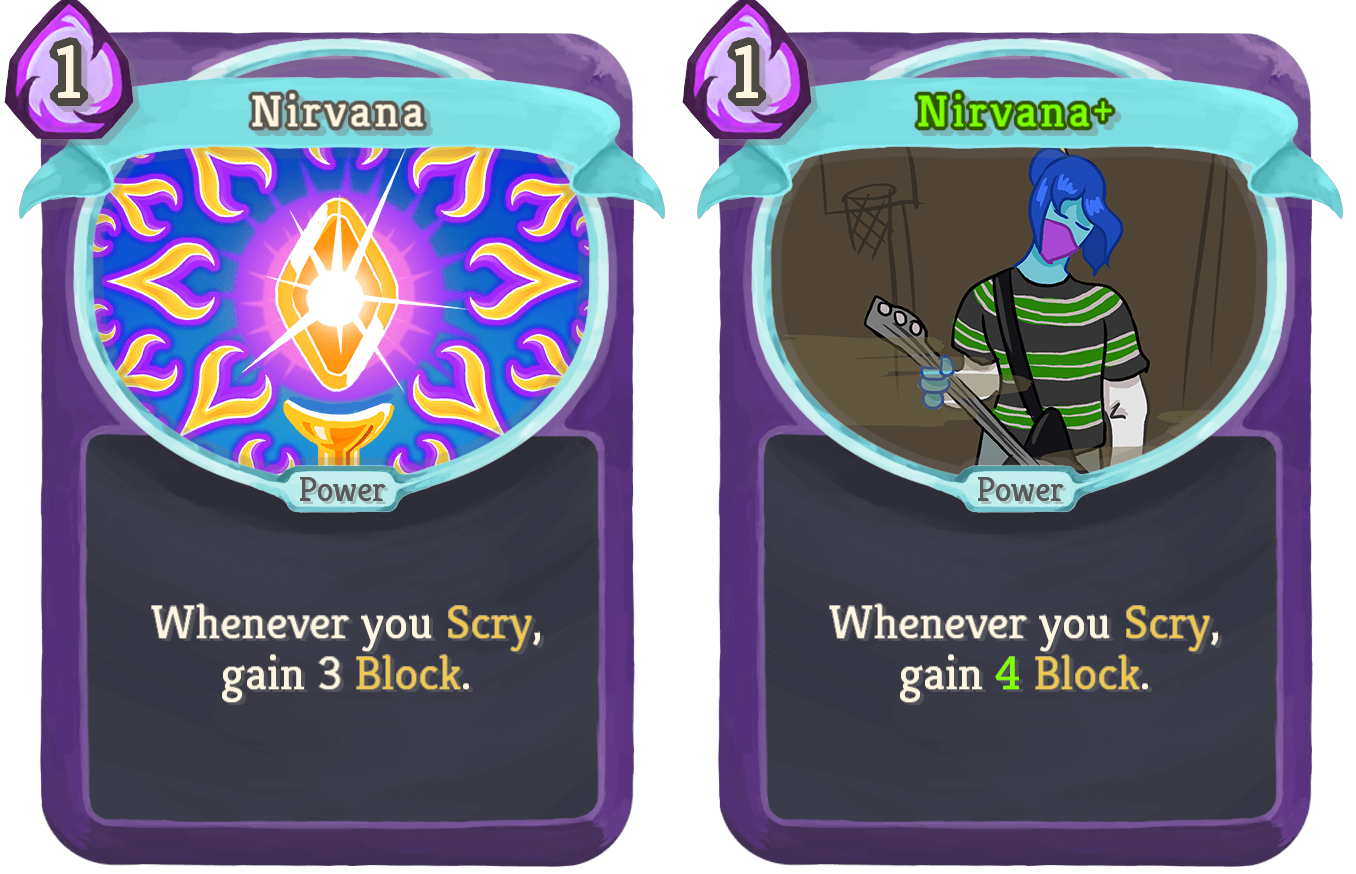 1
Nirvana
Power
Whenever you Scry,
gain 3 Block.
1
Nirvana+
Power
Whenever you Scry,
gain 4 Block.